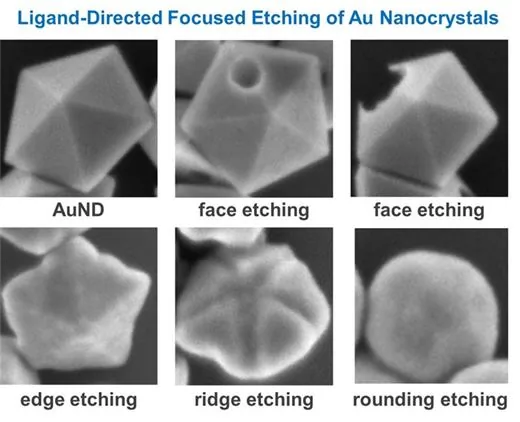 Ligand-Directed Focused Etching of Au Nanocrystals
AuND
face etching
face etching
edge etching
ridge etching
rounding etching